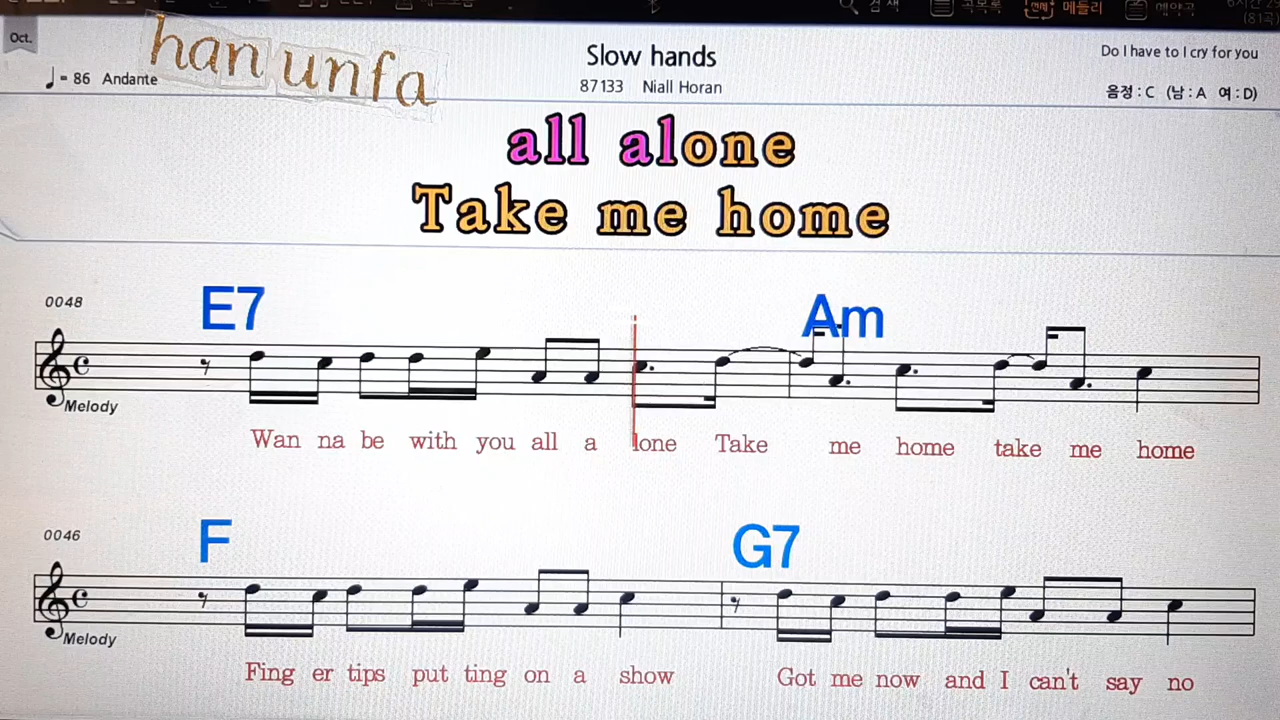 검색 곡목록 전체 메들리 예약곡
Oct.
han unfa
Slow hands
Do I have to I cry for you
♩= 86 Andante
87133 Niall Horan
음정 : C (남 : A 여 : D)
all alone
Take me home
0048
E7 Am
Melody
Wan na be with you all a lone Take me home take me home
0046
F G7
Melody
Fing er tips put ting on a show Got me now and I can't say no